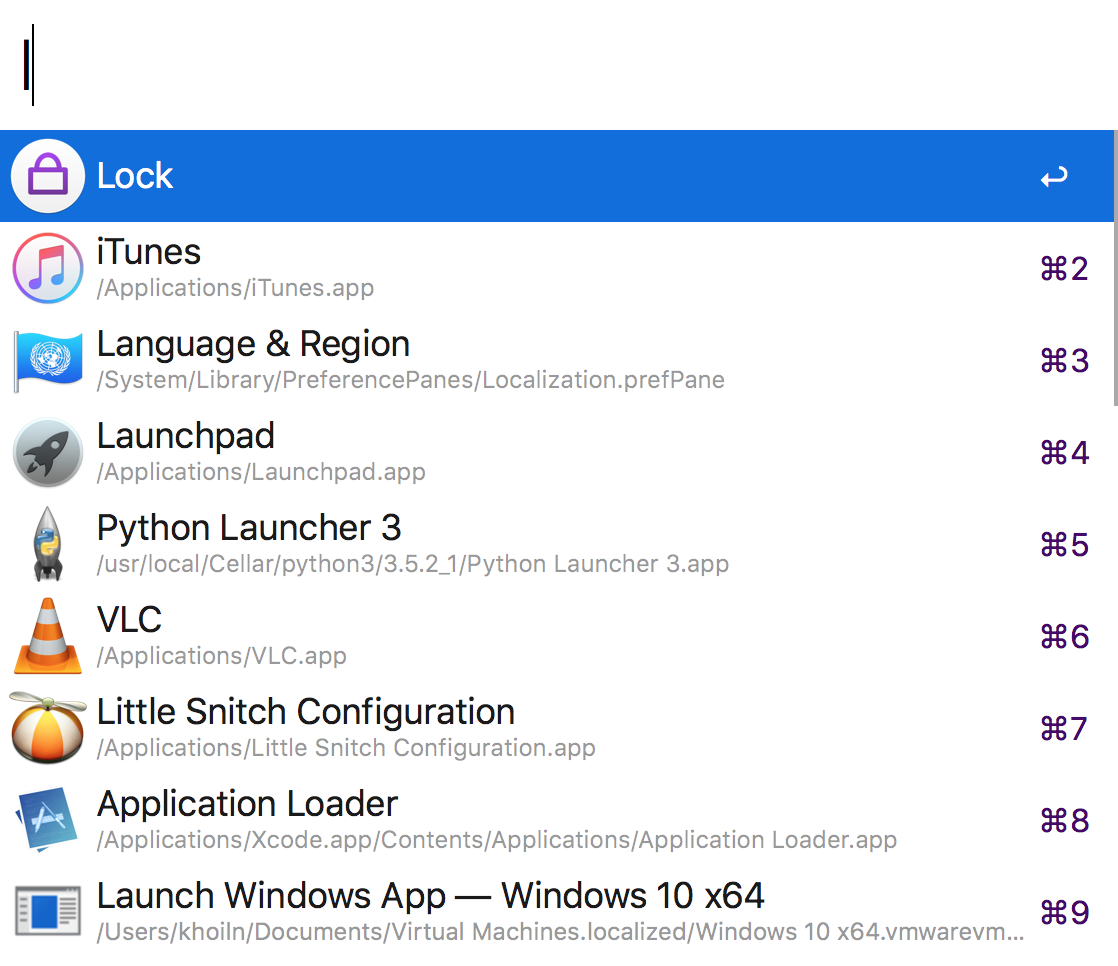 l
Lock
↩
iTunes
/Applications/iTunes.app
⌘2
Language & Region
/System/Library/PreferencePanes/Localization.prefPane
⌘3
Launchpad
/Applications/Launchpad.app
⌘4
Python Launcher 3
/usr/local/Cellar/python3/3.5.2_1/Python Launcher 3.app
⌘5
VLC
/Applications/VLC.app
⌘6
Little Snitch Configuration
/Applications/Little Snitch Configuration.app
⌘7
Application Loader
/Applications/Xcode.app/Contents/Applications/Application Loader.app
⌘8
Launch Windows App — Windows 10 x64
/Users/khoiln/Documents/Virtual Machines.localized/Windows 10 x64.vmwarevm...
⌘9